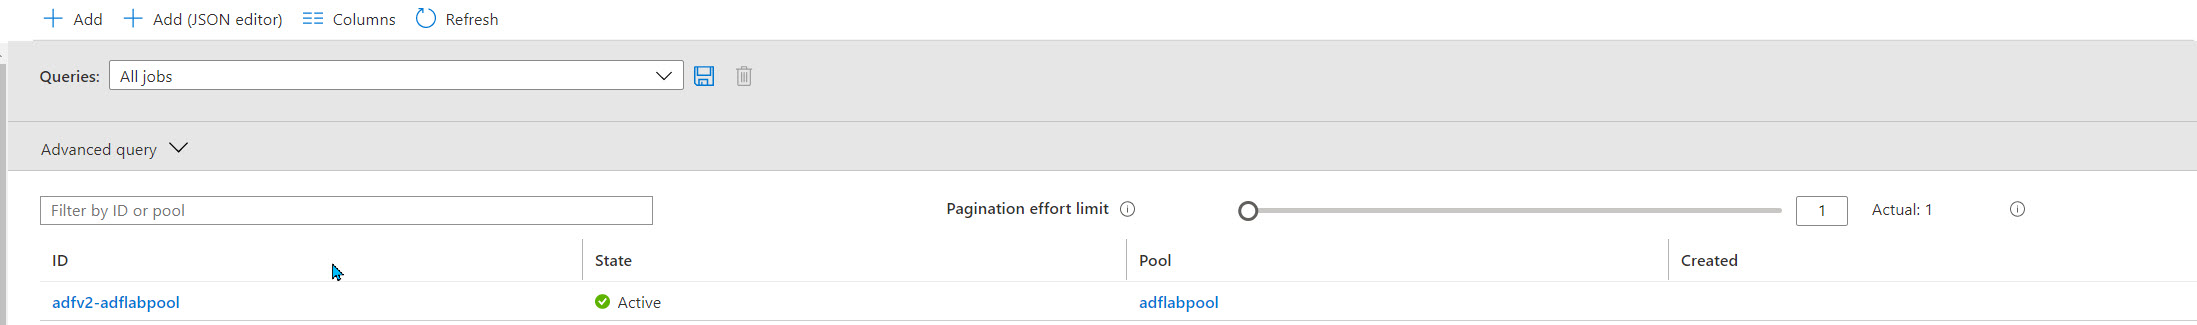 Add Add (JSON editor) Columns Refresh
Queries: All jobs
Advanced query
Filter by ID or pool Pagination effort limit 1 Actual: 1
ID State Pool Created
adfv2-adflabpool Active adflabpool